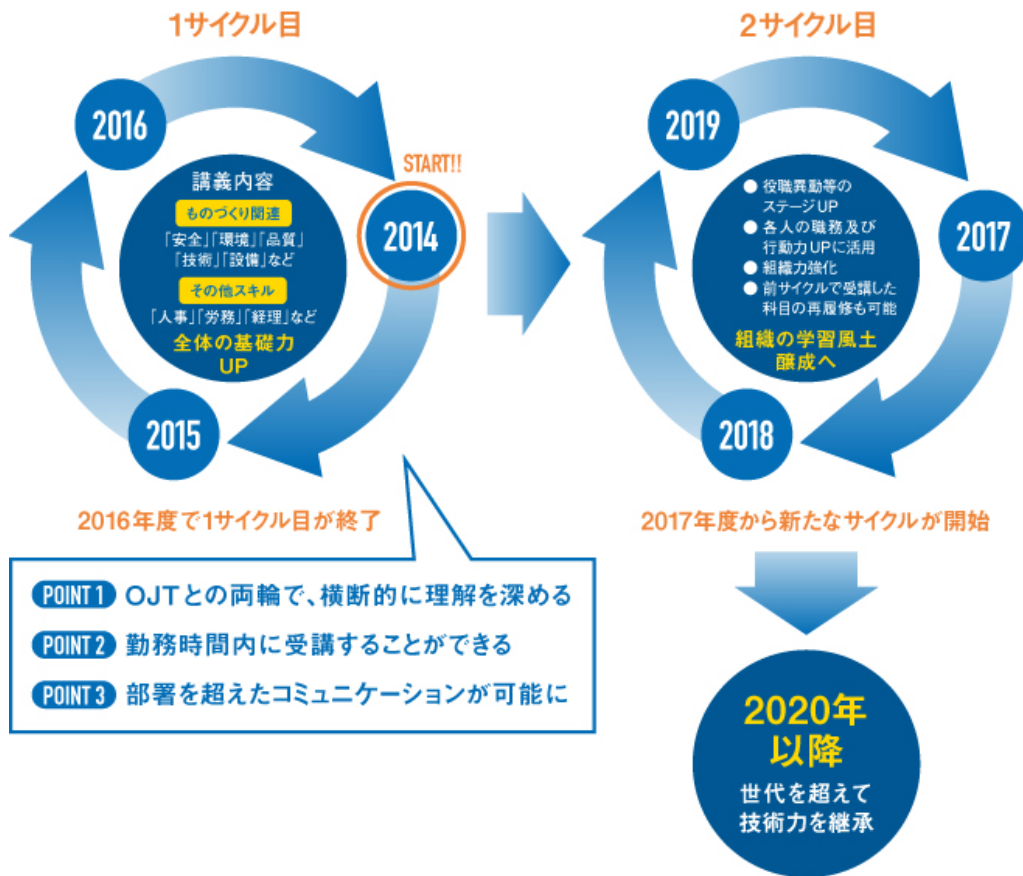 1サイクル目
2016
START!!
2014
2015
講義内容
ものづくり関連
「安全」「環境」「品質」
「技術」「設備」など
その他スキル
「人事」「労務」「経理」など
全体の基礎力
UP
2016年度で1サイクル目が終了
POINT 1 OJTとの両輪で、横断的に理解を深める
POINT 2 勤務時間内に受講することができる
POINT 3 部署を超えたコミュニケーションが可能に
2サイクル目
2019
2017
2018
● 役職異動等の
ステージUP
● 各人の職務及び
行動力UPに活用
● 組織力強化
● 前サイクルで受講した
科目の再履修も可能
組織の学習風土
醸成へ
2017年度から新たなサイクルが開始
2020年
以降
世代を超えて
技術力を継承